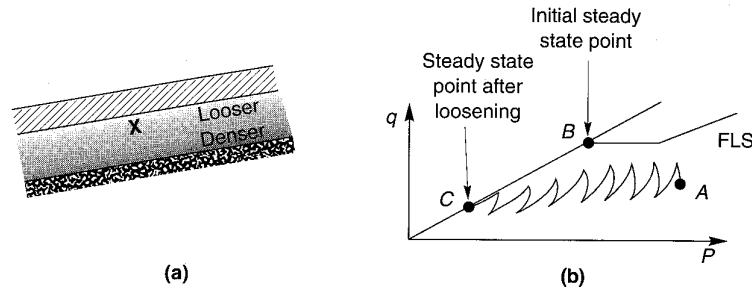 X
Looser
Denser
(a)
Initial steady
state point
Steady state
point after
loosening
q
B
FLS
C
A
P
(b)